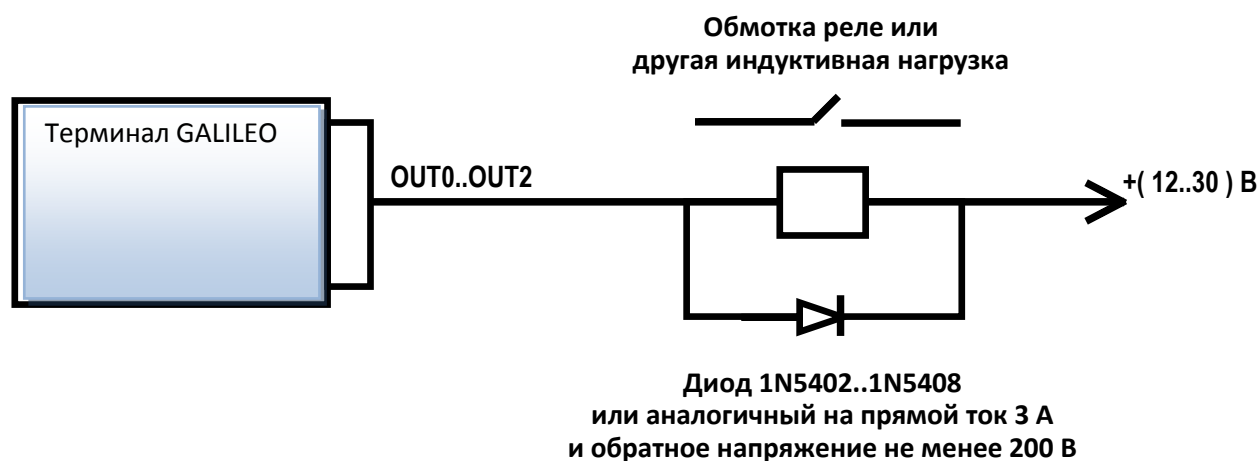 Обмотка реле или
другая индуктивная нагрузка
Терминал GALILEO
OUT0..OUT2
+( 12..30 ) В
Диод 1N5402..1N5408
или аналогичный на прямой ток 3 А
и обратное напряжение не менее 200 В